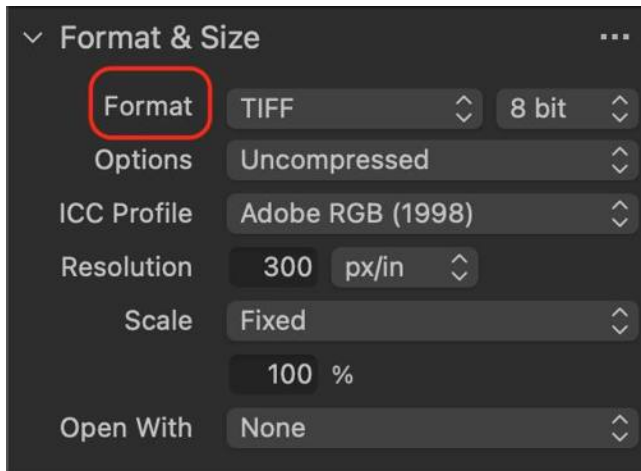 Format & Size
Format TIFF 8 bit
Options Uncompressed
ICC Profile Adobe RGB (1998)
Resolution 300 px/in
Scale Fixed
100 %
Open With None